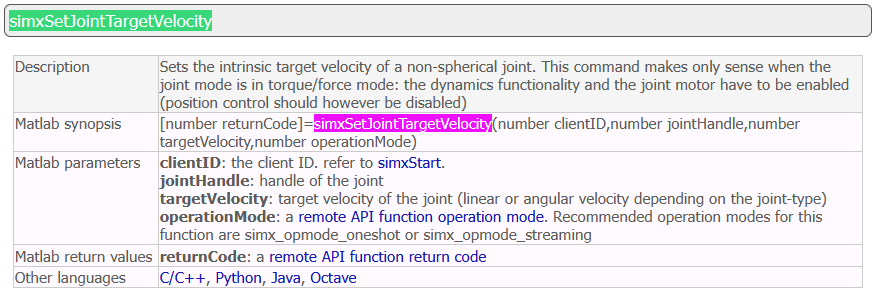 simxSetJointTargetVelocity
Description
Sets the intrinsic target velocity of a non-spherical joint. This command makes only sense when the
joint mode is in torque/force mode: the dynamics functionality and the joint motor have to be enabled
(position control should however be disabled)
Matlab synopsis
[number returnCode]=simxSetJointTargetVelocity(number clientID,number jointHandle,number
targetVelocity,number operationMode)
Matlab parameters
clientID: the client ID. refer to simxStart.
jointHandle: handle of the joint
targetVelocity: target velocity of the joint (linear or angular velocity depending on the joint-type)
operationMode: a remote API function operation mode. Recommended operation modes for this
function are simx_opmode_oneshot or simx_opmode_streaming
Matlab return values
returnCode: a remote API function return code
Other languages
C/C++, Python, Java, Octave